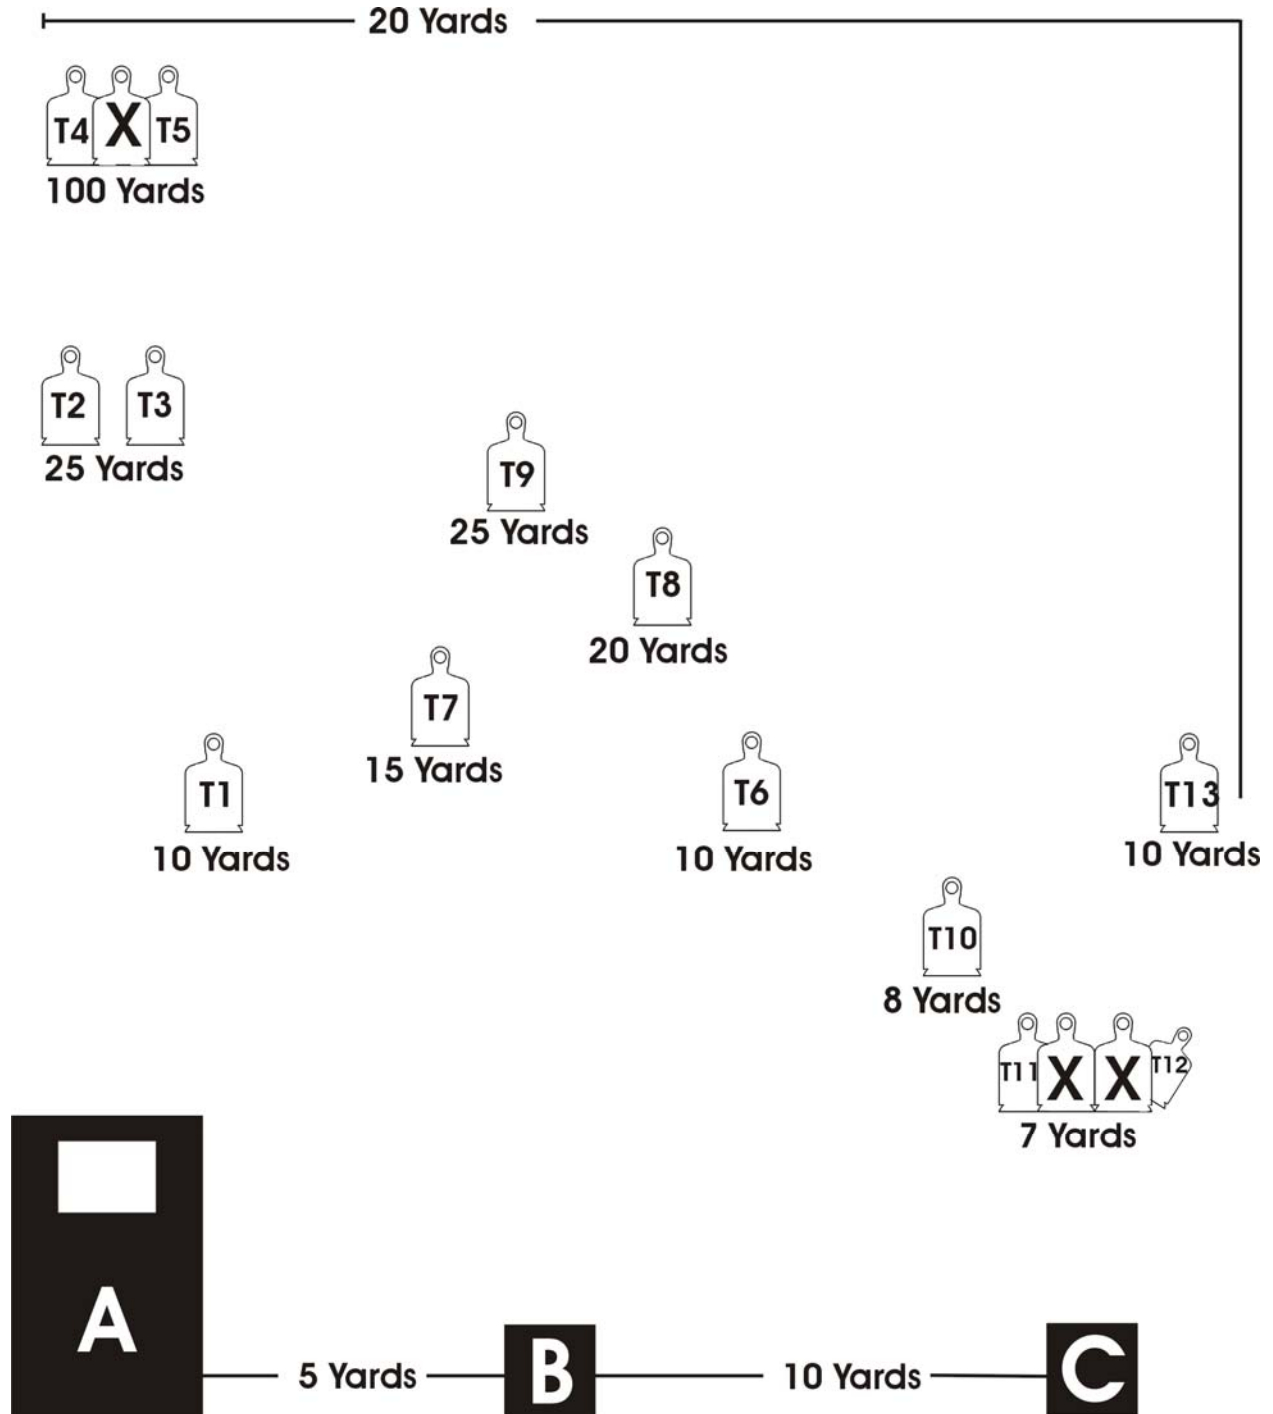 20 Yards
T4 X T5
100 Yards
T2 T3
25 Yards
T9
25 Yards
T8
20 Yards
T7
15 Yards
T1
10 Yards
T6
10 Yards
T13
10 Yards
T10
8 Yards
T11 X X T12
7 Yards
A
5 Yards
B
10 Yards
C